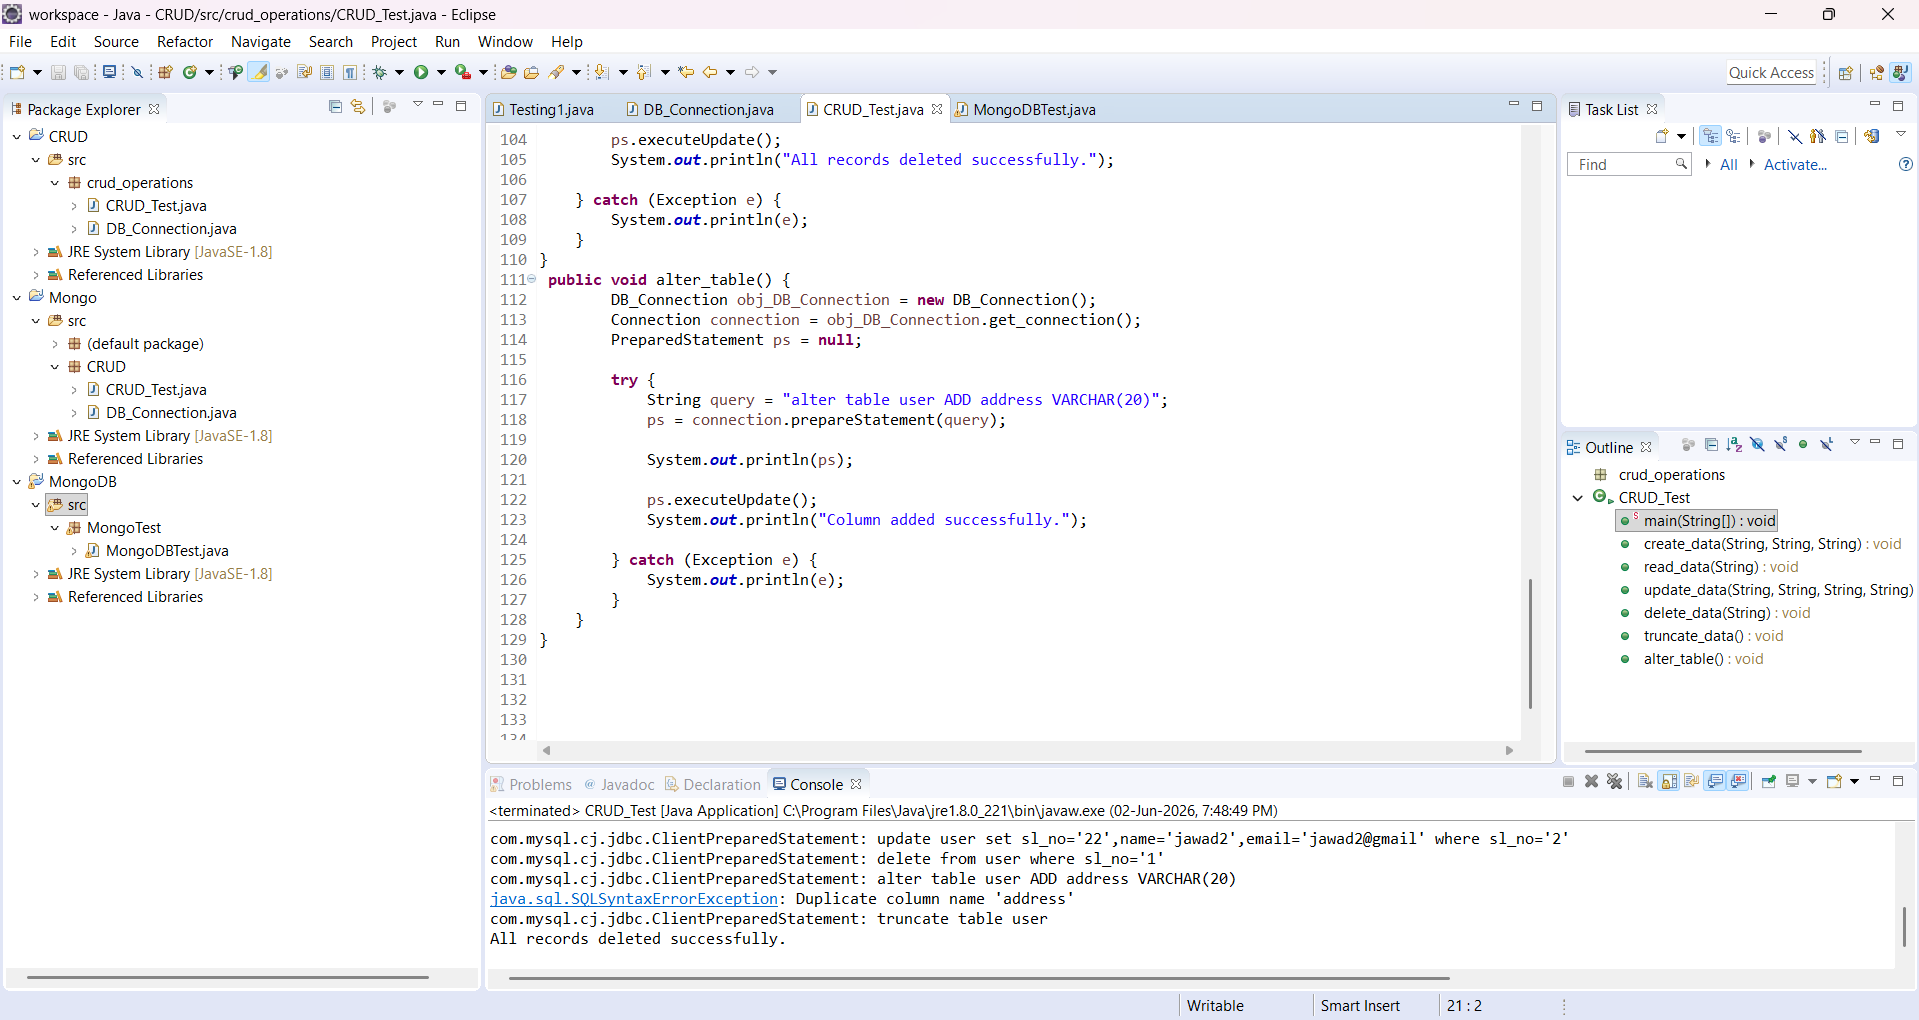 workspace - Java - CRUD/src/crud_operations/CRUD_Test.java - Eclipse
File Edit Source Refactor Navigate Search Project Run Window Help
Quick Access
Package Explorer
CRUD
src
crud_operations
CRUD_Test.java
DB_Connection.java
JRE System Library [JavaSE-1.8]
Referenced Libraries
Mongo
src
(default package)
CRUD
CRUD_Test.java
DB_Connection.java
JRE System Library [JavaSE-1.8]
Referenced Libraries
MongoDB
src
MongoTest
MongoDBTest.java
JRE System Library [JavaSE-1.8]
Referenced Libraries
Testing1.java DB_Connection.java CRUD_Test.java MongoDBTest.java
104 ps.executeUpdate();
105 System.out.println("All records deleted successfully.");
106
107 } catch (Exception e) {
108 System.out.println(e);
109 }
110 }
111 public void alter_table() {
112 DB_Connection obj_DB_Connection = new DB_Connection();
113 Connection connection = obj_DB_Connection.get_connection();
114 PreparedStatement ps = null;
115
116 try {
117 String query = "alter table user ADD address VARCHAR(20)";
118 ps = connection.prepareStatement(query);
119
120 System.out.println(ps);
121
122 ps.executeUpdate();
123 System.out.println("Column added successfully.");
124
125 } catch (Exception e) {
126 System.out.println(e);
127 }
128 }
129 }
130
131
132
133
134
Task List
Find All Activate...
Outline
crud_operations
CRUD_Test
main(String[]) : void
create_data(String, String, String) : void
read_data(String) : void
update_data(String, String, String, String)
delete_data(String) : void
truncate_data() : void
alter_table() : void
Problems Javadoc Declaration Console
<terminated> CRUD_Test [Java Application] C:\Program Files\Java\jre1.8.0_221\bin\javaw.exe (02-Jun-2026, 7:48:49 PM)
com.mysql.cj.jdbc.ClientPreparedStatement: update user set sl_no='22',name='jawad2',email='jawad2@gmail' where sl_no='2'
com.mysql.cj.jdbc.ClientPreparedStatement: delete from user where sl_no='1'
com.mysql.cj.jdbc.ClientPreparedStatement: alter table user ADD address VARCHAR(20)
java.sql.SQLSyntaxErrorException: Duplicate column name 'address'
com.mysql.cj.jdbc.ClientPreparedStatement: truncate table user
All records deleted successfully.
Writable Smart Insert 21 : 2